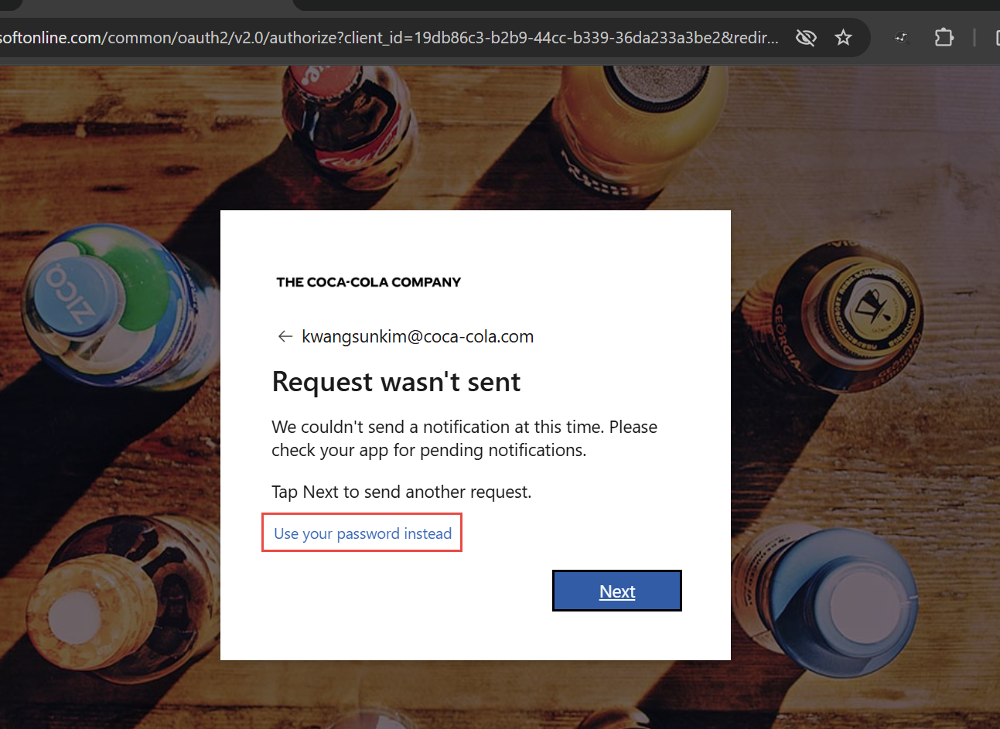 softonline.com/common/oauth2/v2.0/authorize?client_id=19db86c3-b2b9-44cc-b339-36da233a3be2&redir...
Coca-Cola
ZICO
GEORGIA
THE COCA-COLA COMPANY
← kwangsunkim@coca-cola.com
Request wasn't sent
We couldn't send a notification at this time. Please
check your app for pending notifications.
Tap Next to send another request.
Use your password instead
Next